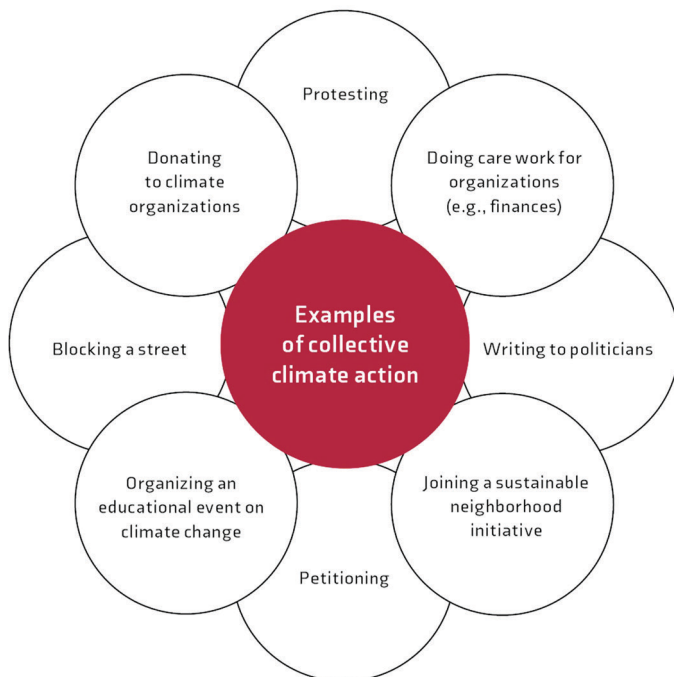 Protesting
Donating
to climate
organizations
Doing care work for
organizations
(e.g., finances)
Examples
of collective
climate action
Blocking a street
Writing to politicians
Organizing an
educational event on
climate change
Joining a sustainable
neighborhood
initiative
Petitioning